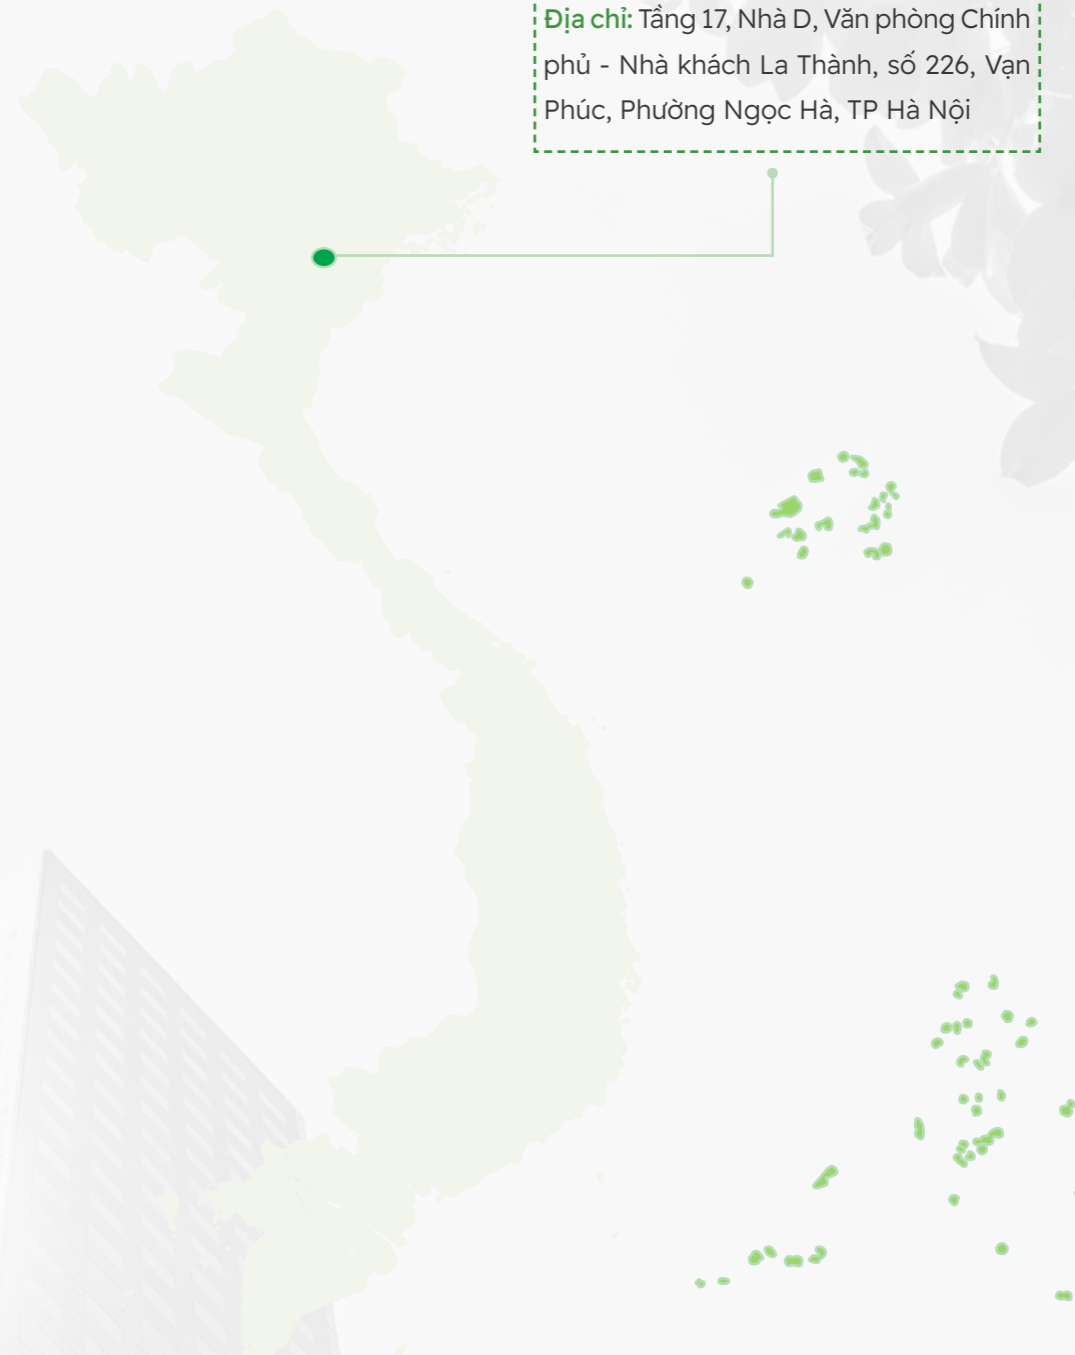 Địa chỉ: Tầng 17, Nhà D, Văn phòng Chính
phủ - Nhà khách La Thành, số 226, Vạn
Phúc, Phường Ngọc Hà, TP Hà Nội